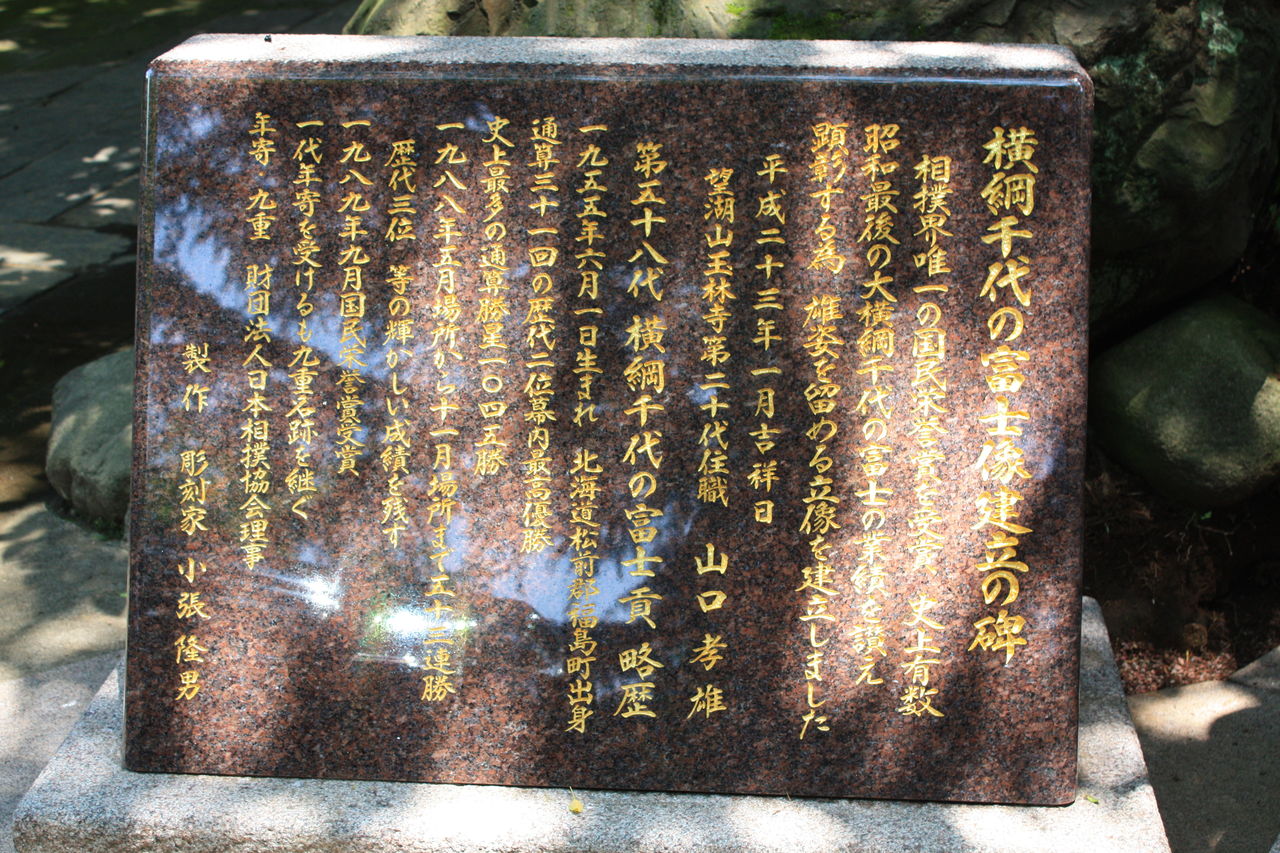 横綱千代の富士像建立の碑
相撲界唯一の国民栄誉賞を受賞、史上有数
昭和最後の大横綱千代の富士の業績を讃え
顕彰する為 雄姿を留める立像を建立しました
平成二十三年一月吉祥日
望湖山玉林寺第二十代住職 山口孝雄
第五十八代 横綱千代の富士貢 略歴
一九五五年六月一日生まれ 北海道松前郡福島町出身
通算三十一回の歴代二位幕内最高優勝
史上最多の通算勝星一〇四五勝
一九八八年五月場所から十一月場所まで五十三連勝
歴代三位 等の輝かしい成績を残す
一九八九年九月国民栄誉賞受賞
一代年寄を受けるも九重名跡を継ぐ
年寄 九重 財団法人日本相撲協会理事
製作 彫刻家 小張隆男